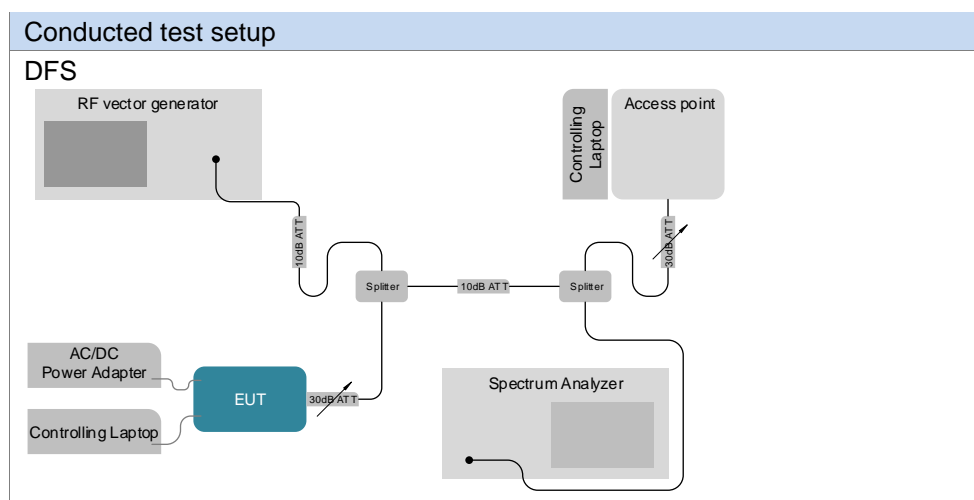 Conducted test setup
DFS
RF vector generator
Controlling
Laptop
Access point
10dB ATT
30dB ATT
Splitter
10dB ATT
Splitter
AC/DC
Power Adapter
EUT
30dB ATT
Controlling Laptop
Spectrum Analyzer